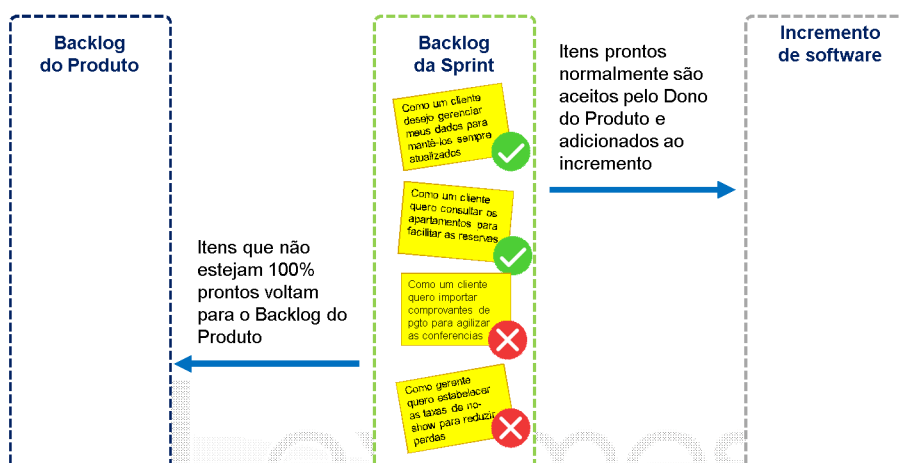 Backlog
do Produto
Backlog
da Sprint
Incremento
de software
Itens prontos
normalmente são
aceitos pelo Dono
do Produto e
adicionados ao
incremento
Como um cliente
desejo gerenciar
meus dados para
mantê-los sempre
atualizados
Como um cliente
quero consultar os
apartamentos para
facilitar as reserves
Itens que não
estejam 100%
prontos voltam
para o Backlog do
Produto
Como um cliente
quero importar
comprovantes de
pgto para agilizar
as conferencias
Como gerente
quero estabelecer
as taxas de no-
show para reduzir
perdas